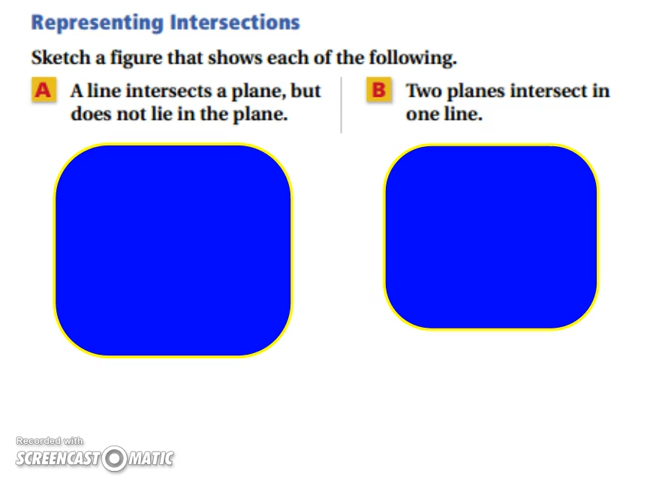 Representing Intersections
Sketch a figure that shows each of the following.
A A line intersects a plane, but
does not lie in the plane.
B Two planes intersect in
one line.
Recorded with
SCREENCAST MATIC